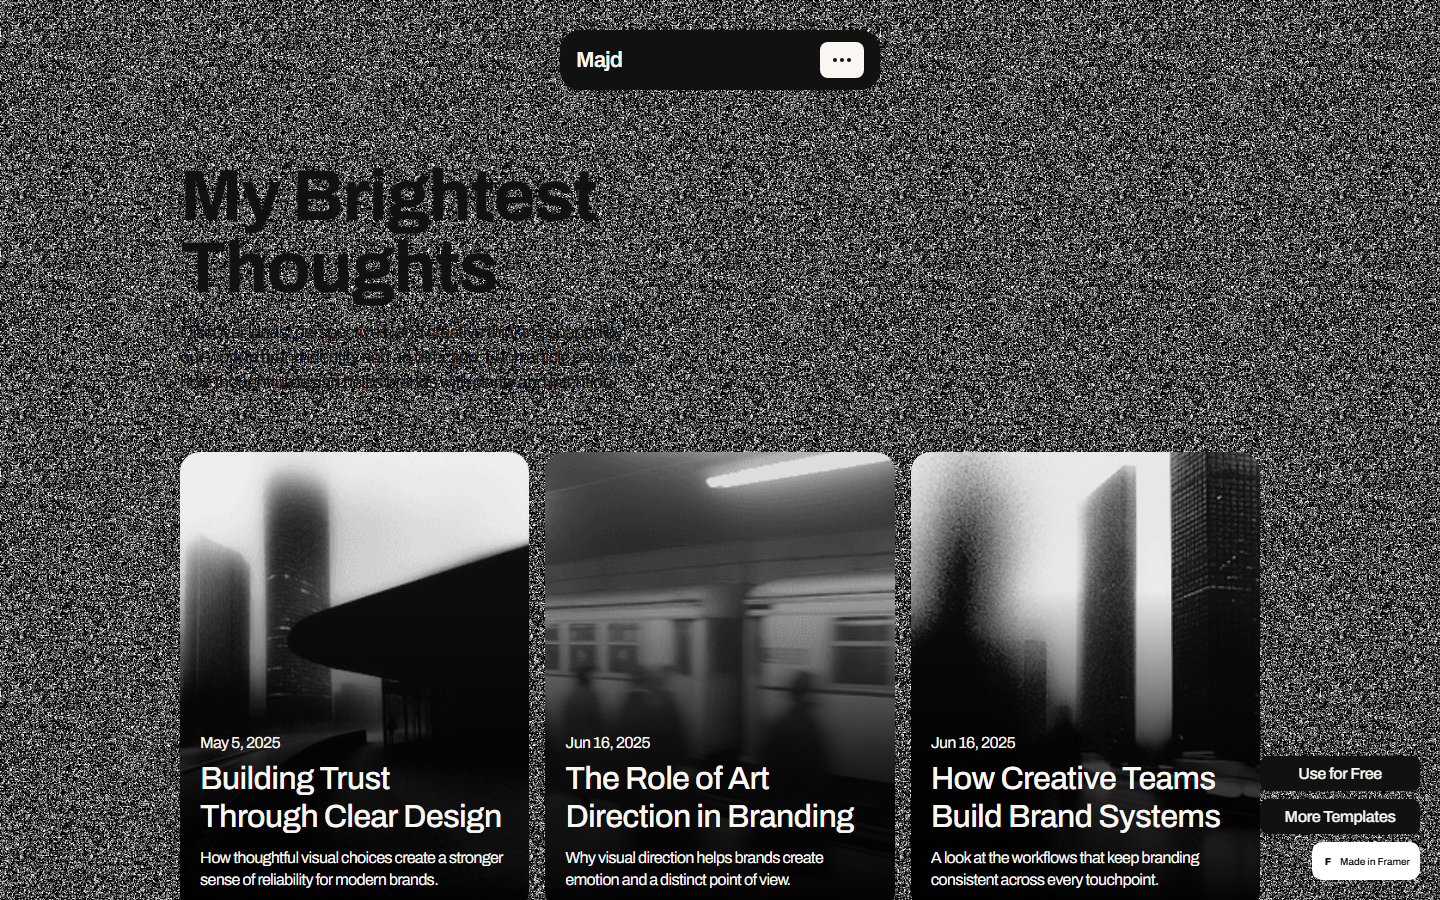 Majd
My Brightest
Thoughts
May 5, 2025
Building Trust
Through Clear Design
How thoughtful visual choices create a stronger
sense of reliability for modern brands.
Jun 16, 2025
The Role of Art
Direction in Branding
Why visual direction helps brands create
emotion and a distinct point of view.
Jun 16, 2025
How Creative Teams
Build Brand Systems
A look at the workflows that keep branding
consistent across every touchpoint.
Use for Free
More Templates
F Made in Framer